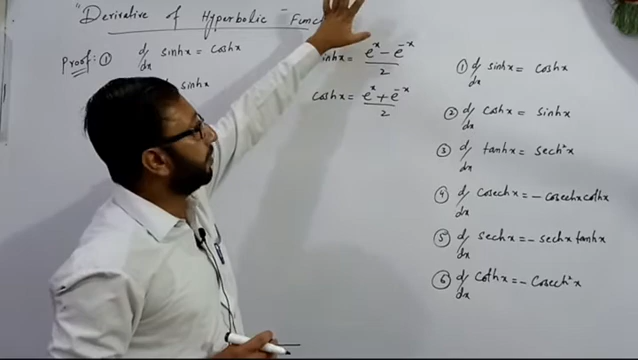 "Derivative of Hyperbolic Func
Proof: ① d/dx sinhx = coshx
sinhx
inhx = e^x - e^-x / 2
coshx = e^x + e^-x / 2
① d/dx sinhx = coshx
② d/dx coshx = sinhx
③ d/dx tanhx = sech²x
④ d/dx cosechx = - cosechx cothx
⑤ d/dx sechx = - sechx tanhx
⑥ d/dx cothx = - cosech²x